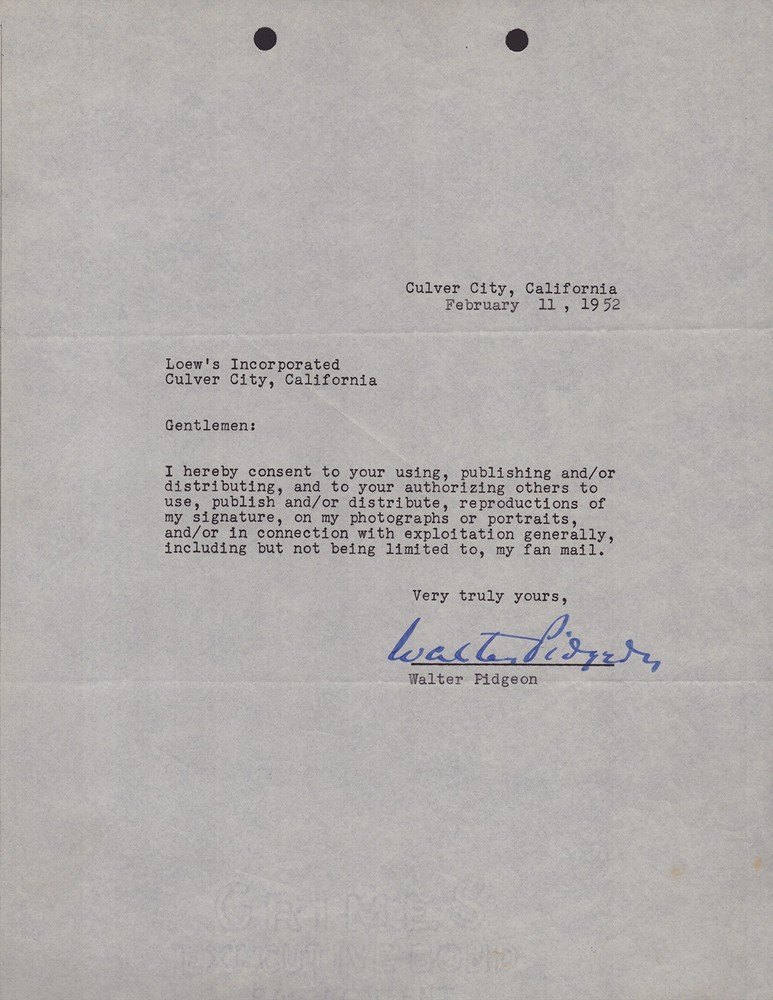 Culver City, California
February 11, 1952
Loew's Incorporated
Culver City, California
Gentlemen:
I hereby consent to your using, publishing and/or
distributing, and to your authorizing others to
use, publish and/or distribute, reproductions of
my signature, on my photographs or portraits,
and/or in connection with exploitation generally,
including but not being limited to, my fan mail.
Very truly yours,
Walter Pidgeon
Walter Pidgeon